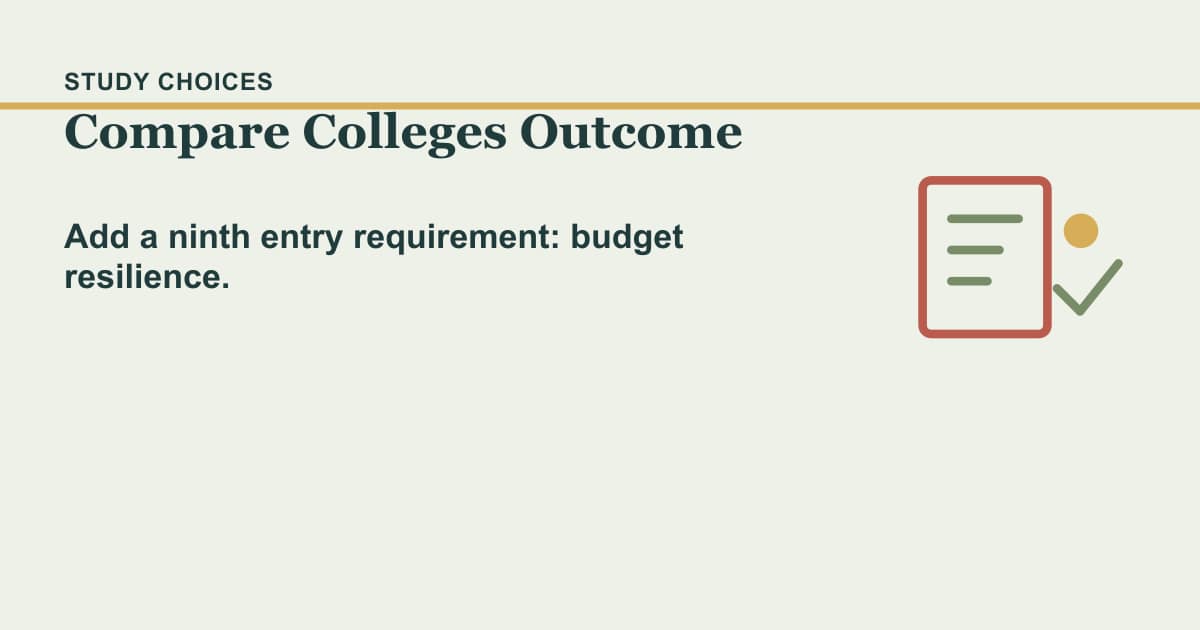 STUDY CHOICES
Compare Colleges Outcome
Add a ninth entry requirement: budget
resilience.